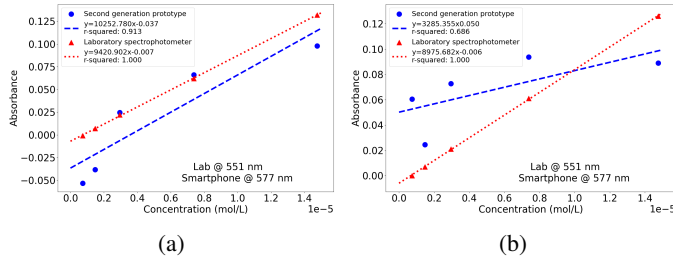 Second generation prototype
y=10252.780x-0.037
r-squared: 0.913
Laboratory spectrophotometer
y=9420.902x-0.007
r-squared: 1.000
Absorbance
0.125
0.100
0.075
0.050
0.025
0.000
−0.025
−0.050
Lab @ 551 nm
Smartphone @ 577 nm
0.0 0.2 0.4 0.6 0.8 1.0 1.2 1.4
Concentration (mol/L) 1e−5
(a)
Second generation prototype
y=3285.355x+0.050
r-squared: 0.686
Laboratory spectrophotometer
y=8975.682x-0.006
r-squared: 1.000
Absorbance
0.12
0.10
0.08
0.06
0.04
0.02
0.00
Lab @ 551 nm
Smartphone @ 577 nm
0.0 0.2 0.4 0.6 0.8 1.0 1.2 1.4
Concentration (mol/L) 1e−5
(b)